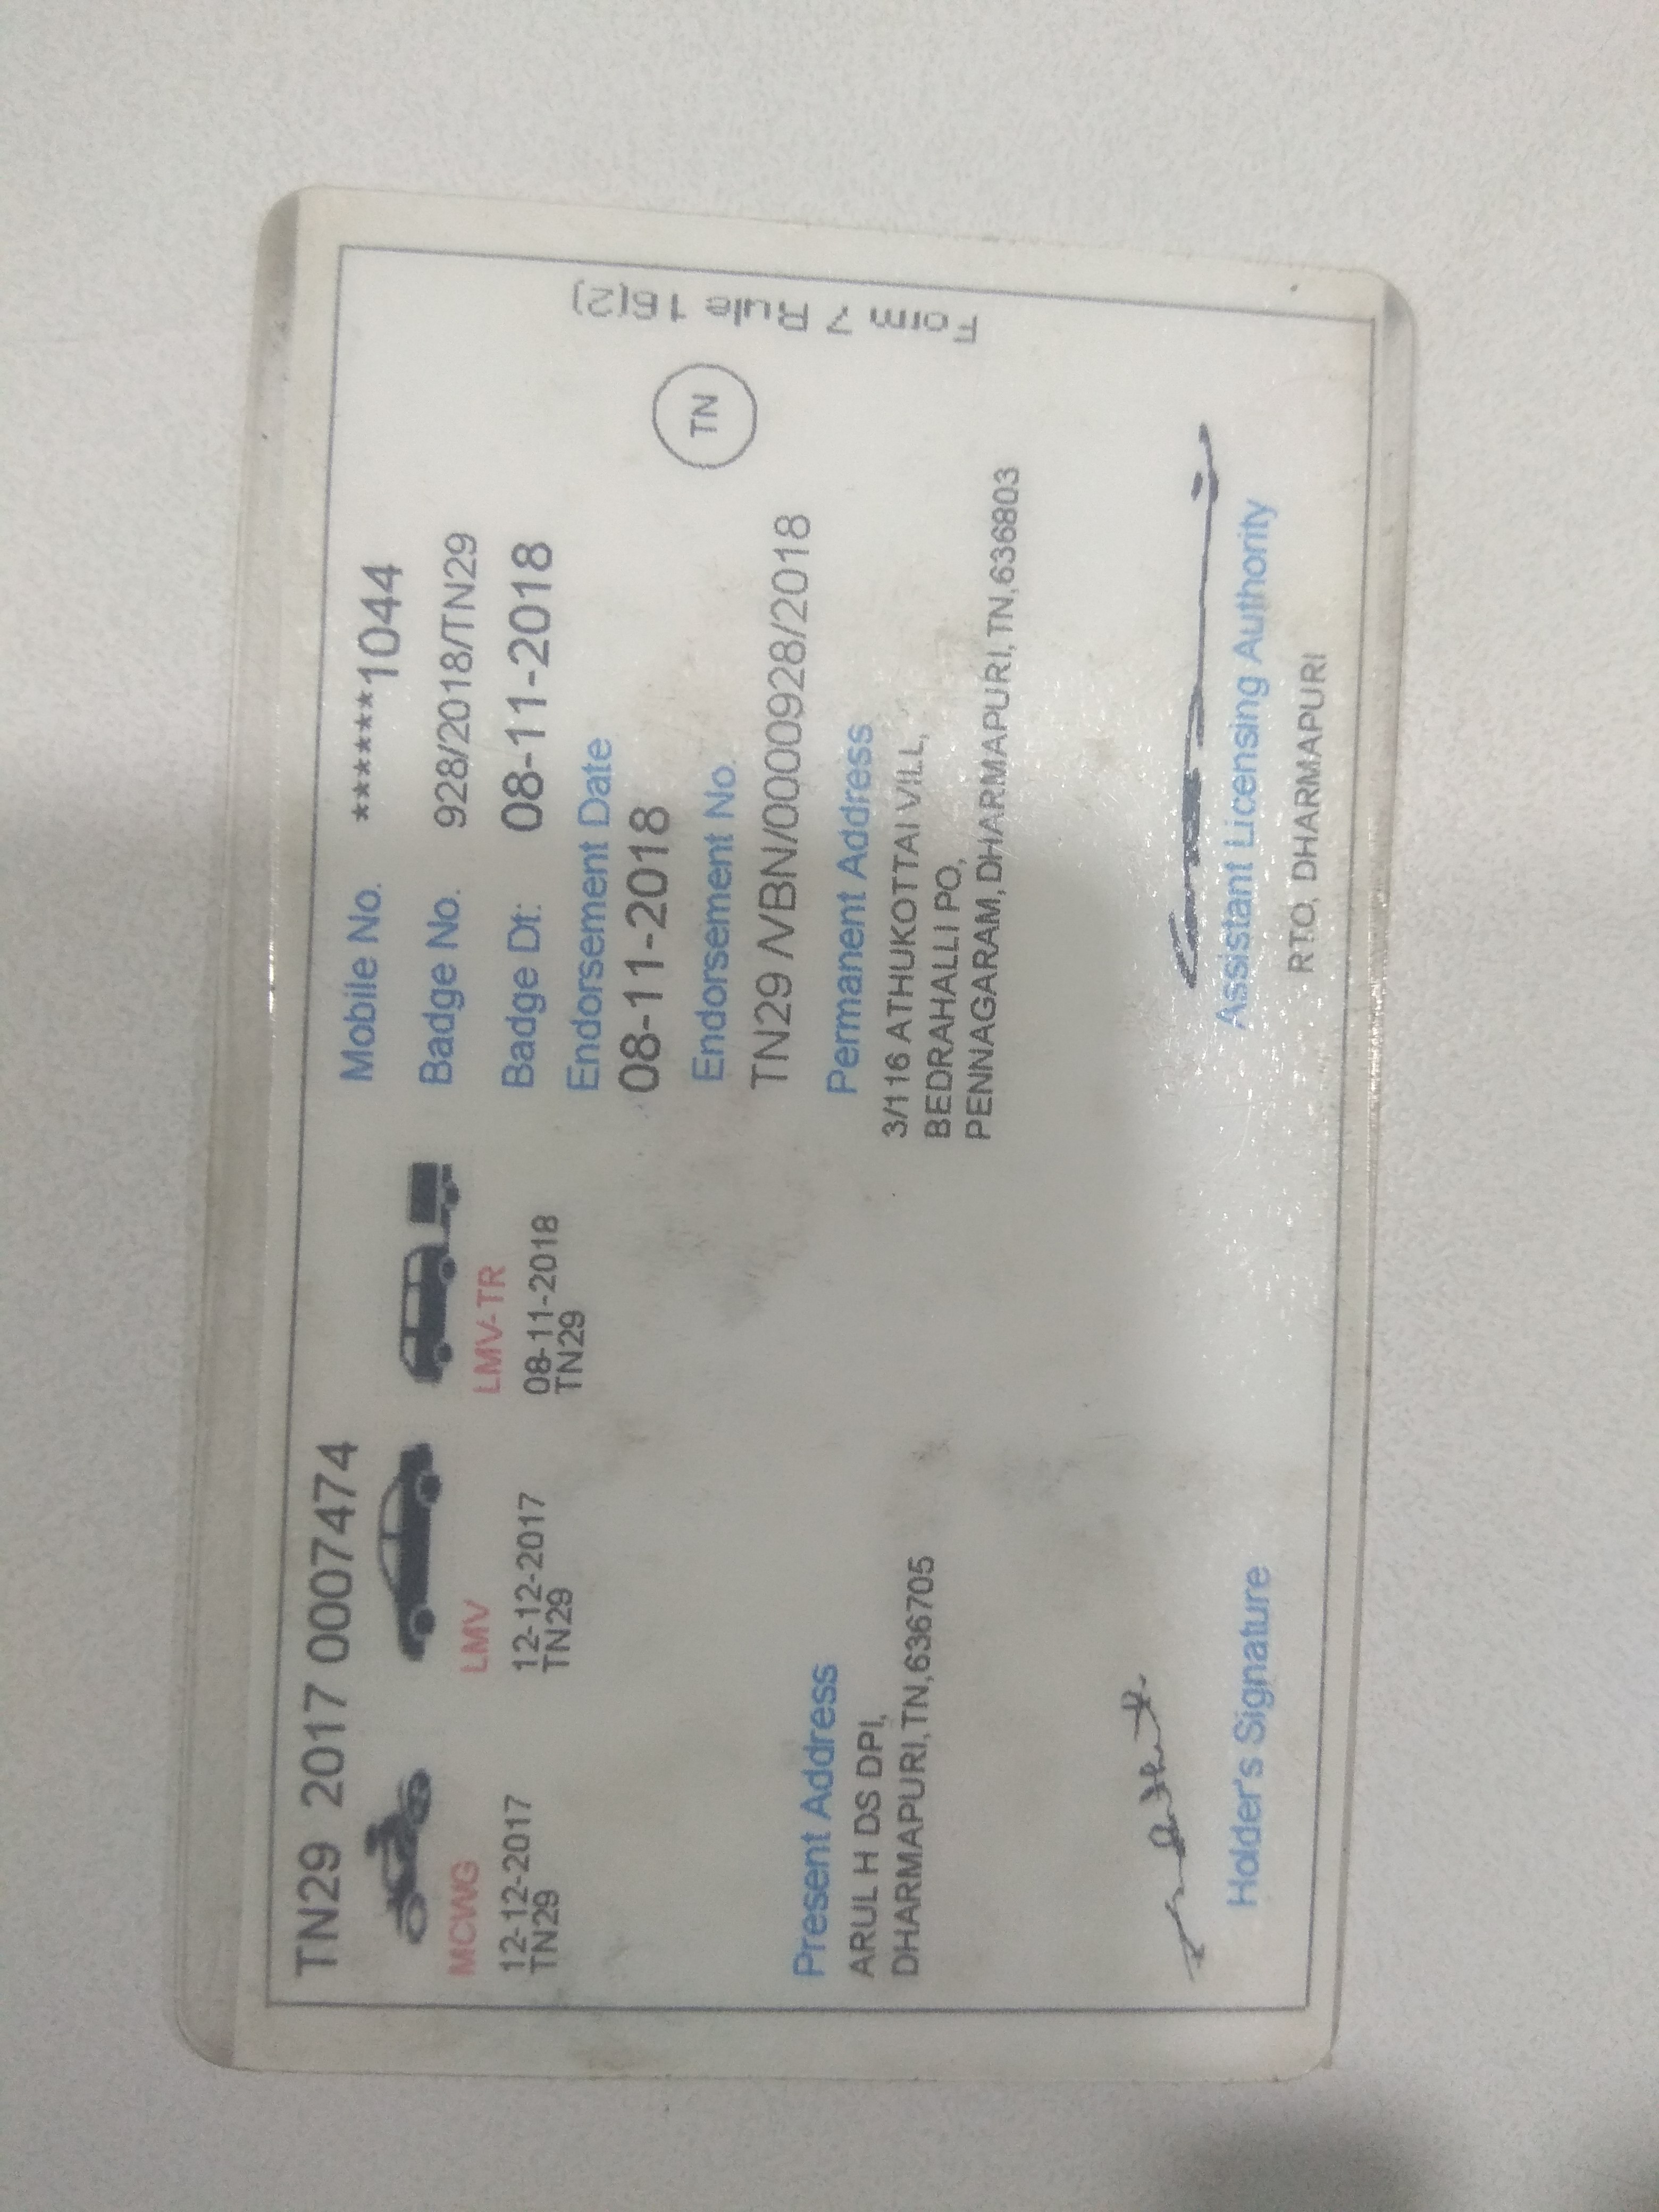 TN29 2017 0007474
MCWG
12-12-2017
TN29
LMV
12-12-2017
TN29
LMV-TR
08-11-2018
TN29
Mobile No. ******1044
Badge No. 928/2018/TN29
Badge Dt: 08-11-2018
Endorsement Date
08-11-2018
Endorsement No.
TN29 /VBN/0000928/2018
TN
Form 7 Rule 16(2)
Present Address
ARUL H DS DPI,
DHARMAPURI,TN,636705
Permanent Address
3/116 ATHUKOTTAI VILL,
BEDRAHALLI PO,
PENNAGARAM,DHARMAPURI,TN,636803
Holder's Signature
Assistant Licensing Authority
RTO, DHARMAPURI